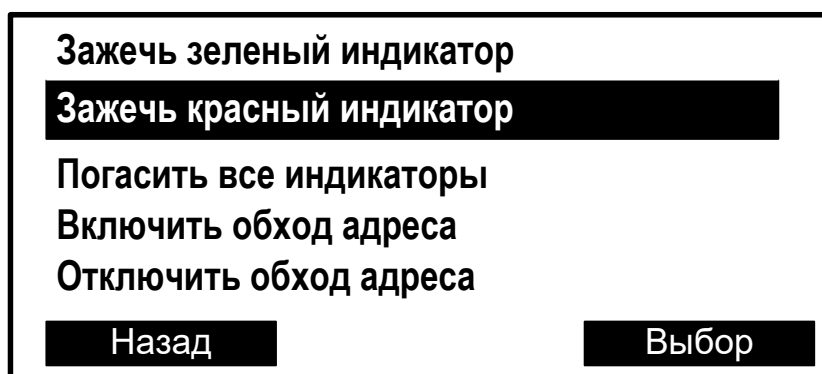 Зажечь зеленый индикатор
Зажечь красный индикатор
Погасить все индикаторы
Включить обход адреса
Отключить обход адреса
Назад Выбор